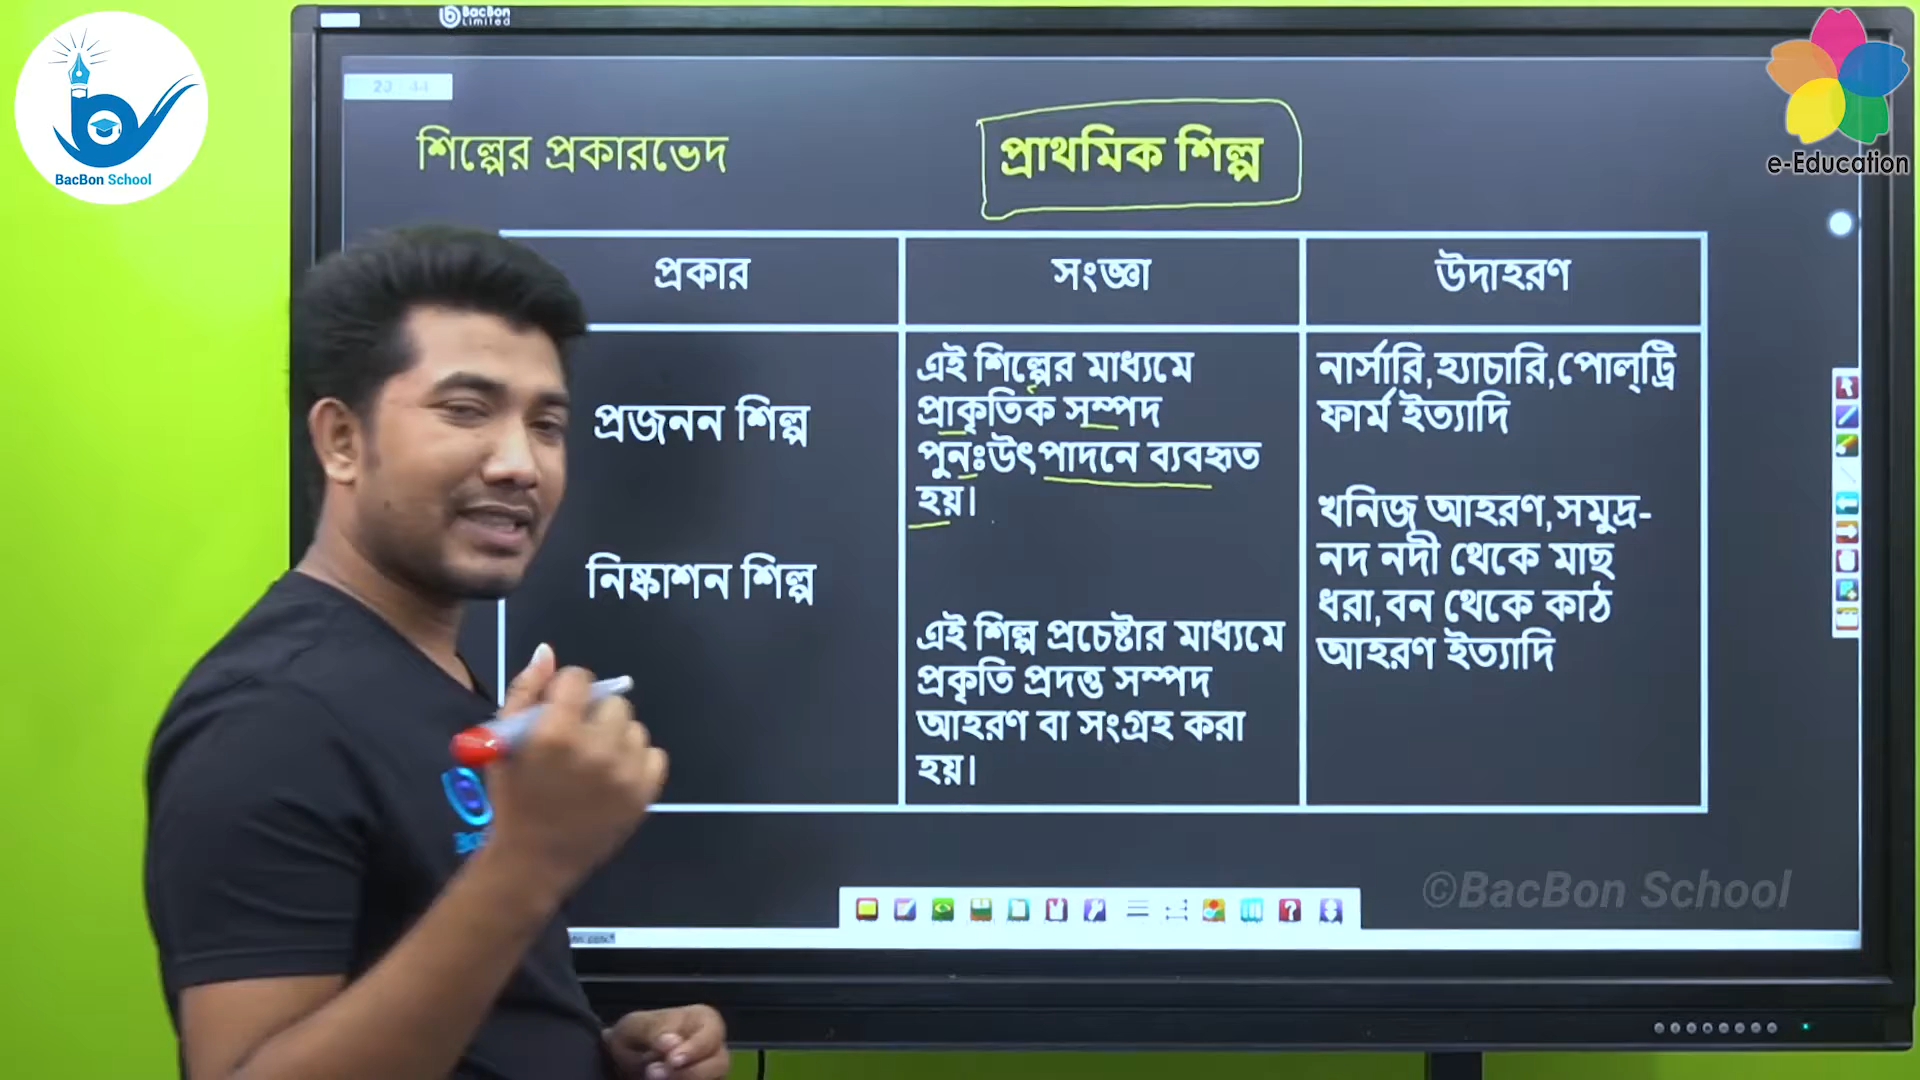 BacBon
Limited
BacBon School
e-Education
23 44
শিল্পের প্রকারভেদ
প্রাথমিক শিল্প
প্রকার
সংজ্ঞা
উদাহরণ
প্রজনন শিল্প
এই শিল্পের মাধ্যমে
প্রাকৃতিক সম্পদ
পুনঃউৎপাদনে ব্যবহৃত
হয়।
নার্সারি,হ্যাচারি,পোল্ট্রি
ফার্ম ইত্যাদি
নিষ্কাশন শিল্প
এই শিল্প প্রচেষ্টার মাধ্যমে
প্রকৃতি প্রদত্ত সম্পদ
আহরণ বা সংগ্রহ করা
হয়।
খনিজ আহরণ,সমুদ্র-
নদ নদী থেকে মাছ
ধরা,বন থেকে কাঠ
আহরণ ইত্যাদি
©BacBon School